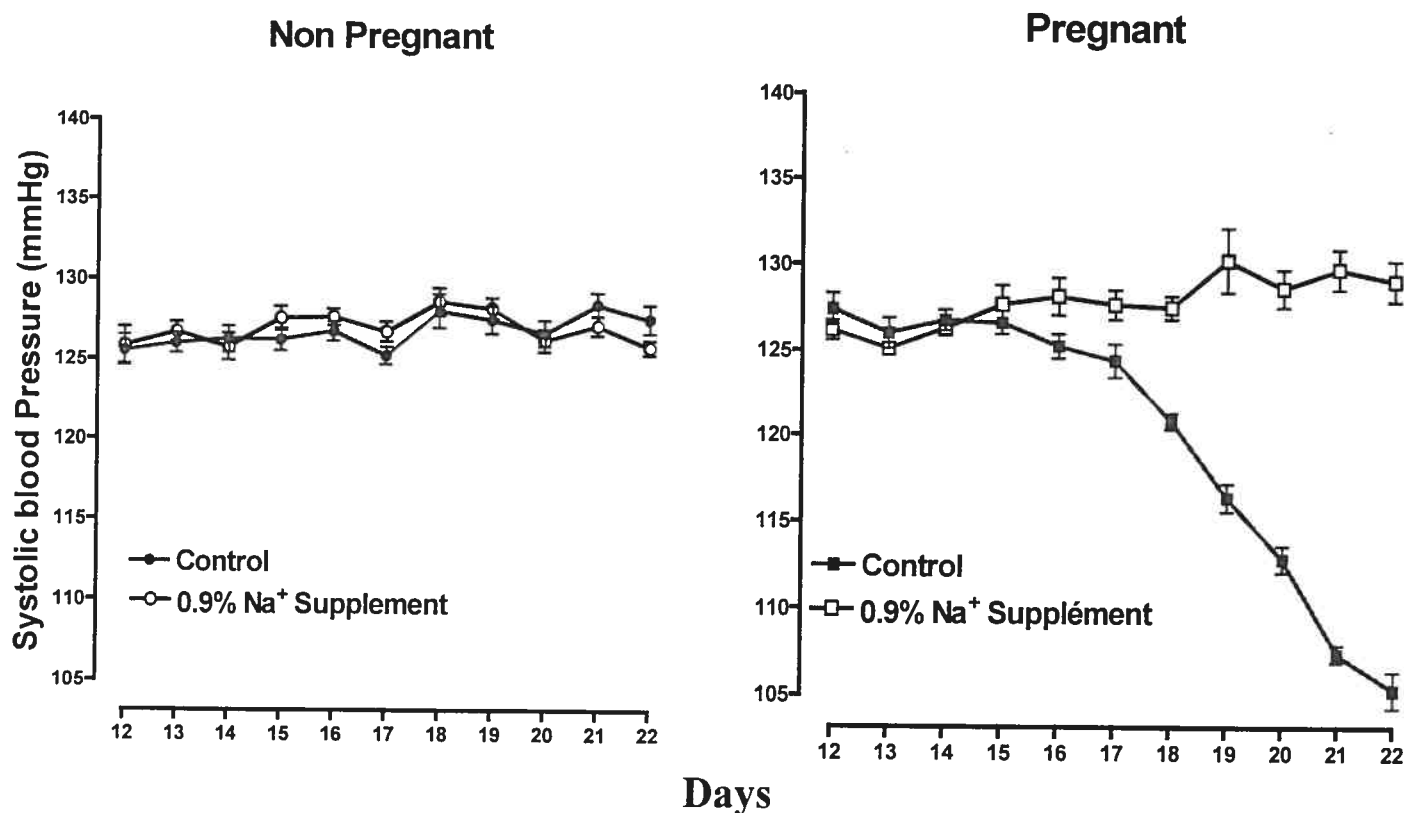 Non Pregnant
Pregnant
Systolic blood Pressure (mmHg)
140
135
130
125
120
115
110
105
Control
0.9% Na⁺ Supplement
12 13 14 15 16 17 18 19 20 21 22
140
135
130
125
120
115
110
105
Control
0.9% Na⁺ Supplément
12 13 14 15 16 17 18 19 20 21 22
Days